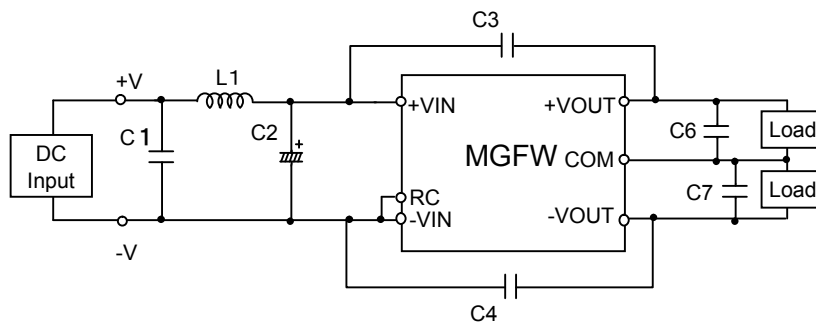 C3
+V
L1
C1
C2
+
DC
Input
-V
+VIN
RC
-VIN
MGFW
+VOUT
COM
-VOUT
C6
C7
Load
Load
C4